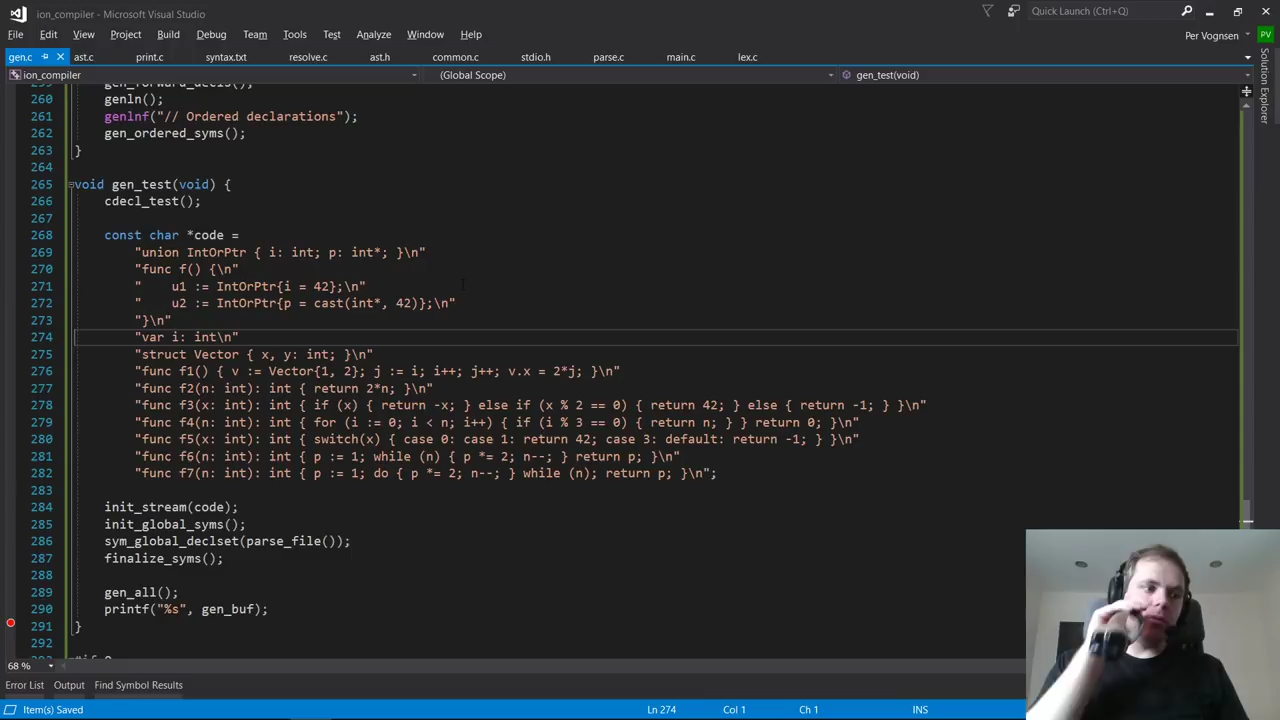 ion_compiler - Microsoft Visual Studio
Quick Launch (Ctrl+Q)
File Edit View Project Build Debug Team Tools Test Analyze Window Help
Per Vognsen
PV
gen.c ast.c print.c syntax.txt resolve.c ast.h common.c stdio.h parse.c main.c lex.c
ion_compiler (Global Scope) gen_test(void)
Solution Explorer
260 genln();
261 genlnf("// Ordered declarations");
262 gen_ordered_syms();
263 }
264
265 void gen_test(void) {
266 cdecl_test();
267
268 const char *code =
269 "union IntOrPtr { i: int; p: int*; }\n"
270 "func f() {\n"
271 "    u1 := IntOrPtr{i = 42};\n"
272 "    u2 := IntOrPtr{p = cast(int*, 42)};\n"
273 "}\n"
274 "var i: int\n"
275 "struct Vector { x, y: int; }\n"
276 "func f1() { v := Vector{1, 2}; j := i; i++; j++; v.x = 2*j; }\n"
277 "func f2(n: int): int { return 2*n; }\n"
278 "func f3(x: int): int { if (x) { return -x; } else if (x % 2 == 0) { return 42; } else { return -1; } }\n"
279 "func f4(n: int): int { for (i := 0; i < n; i++) { if (i % 3 == 0) { return n; } } return 0; }\n"
280 "func f5(x: int): int { switch(x) { case 0: case 1: return 42; case 3: default: return -1; } }\n"
281 "func f6(n: int): int { p := 1; while (n) { p *= 2; n--; } return p; }\n"
282 "func f7(n: int): int { p := 1; do { p *= 2; n--; } while (n); return p; }\n";
283
284 init_stream(code);
285 init_global_syms();
286 sym_global_declset(parse_file());
287 finalize_syms();
288
289 gen_all();
290 printf("%s", gen_buf);
291 }
292
68 %
Error List Output Find Symbol Results
Item(s) Saved Ln 274 Col 1 Ch 1 INS